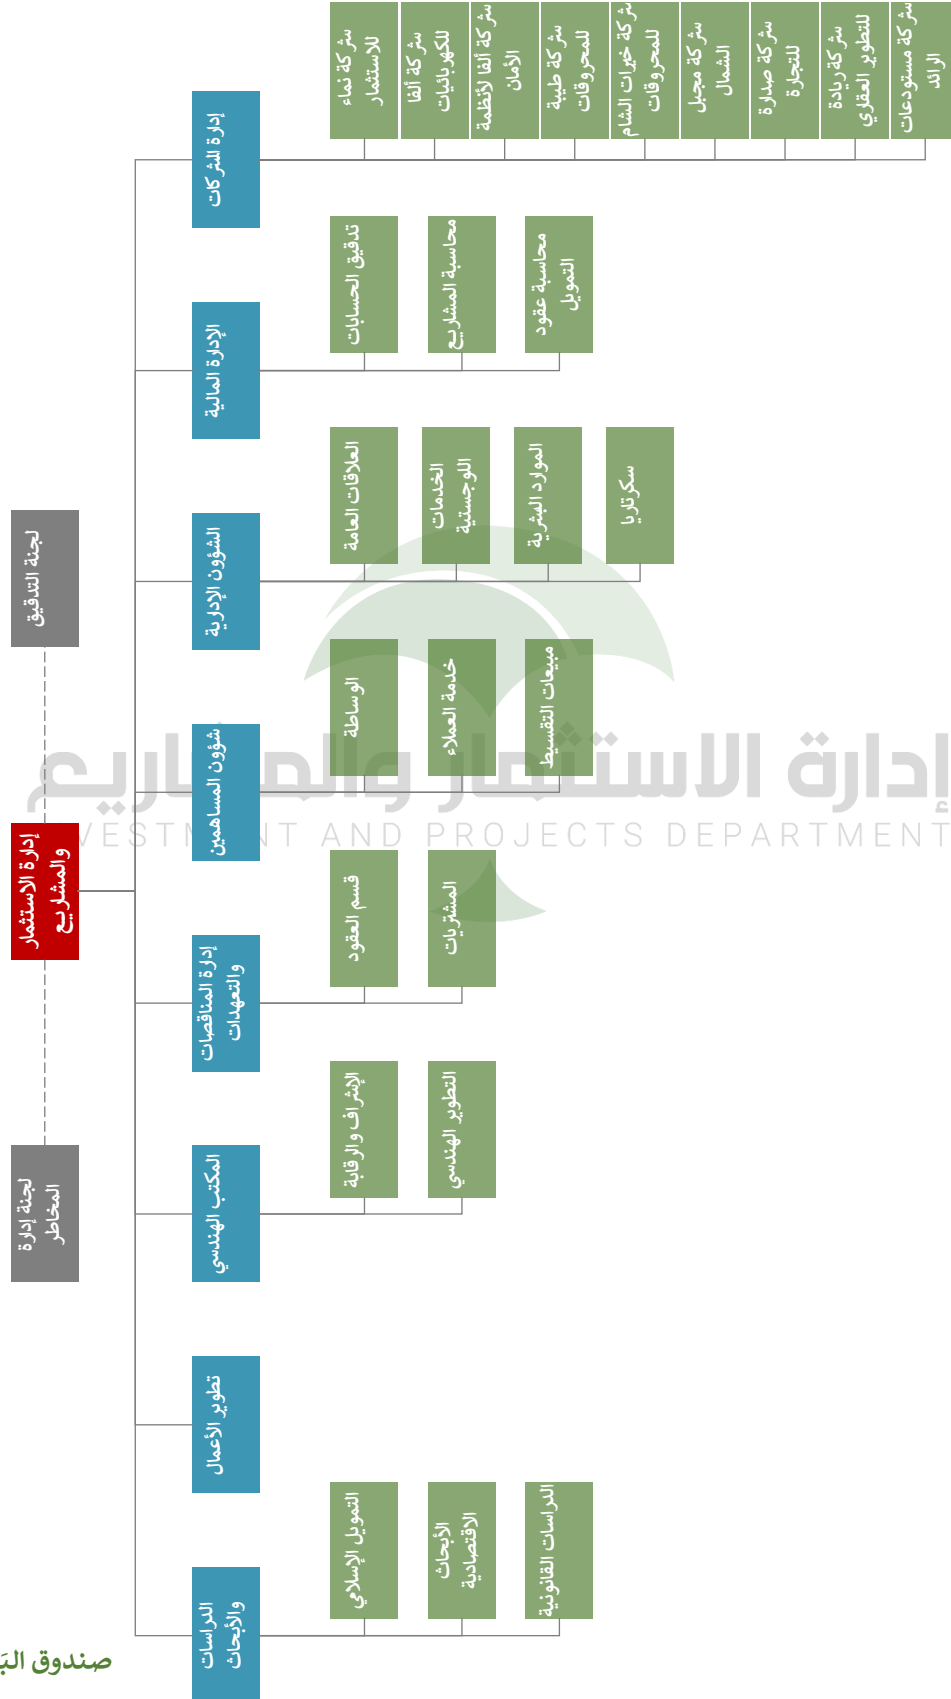 لجنة التدقيق
إدارة الاستثمار
والمشاريع
لجنة إدارة
المخاطر
إدارة الشركات
الإدارة المالية
الشؤون الإدارية
شؤون المساهمين
إدارة المناقصات
والتعهدات
المكتب الهندسي
تطوير الأعمال
الدراسات
والأبحاث
شركة نماء
للاستثمار
شركة ألفا
للكهربائيات
شركة ألفا لأنظمة
الأمان
شركة طيبة
للمحروقات
شركة خيرات الشام
للمحروقات
شركة مجبل
الشمال
شركة صدارة
للتجارة
شركة ريادة
للتطوير العقاري
شركة مستودعات
الرائد
تدقيق الحسابات
محاسبة المشاريع
محاسبة عقود
التمويل
العلاقات العامة
الخدمات
اللوجستية
الموارد البشرية
سكرتاريا
الوساطة
خدمة العملاء
مبيعات التقسيط
قسم العقود
المشتريات
الإشراف والرقابة
التطوير الهندسي
التمويل الإسلامي
الأبحاث
الاقتصادية
الدراسات القانونية
إدارة الاستثمار والمشاريع
INVESTMENT AND PROJECTS DEPARTMENT
صندوق